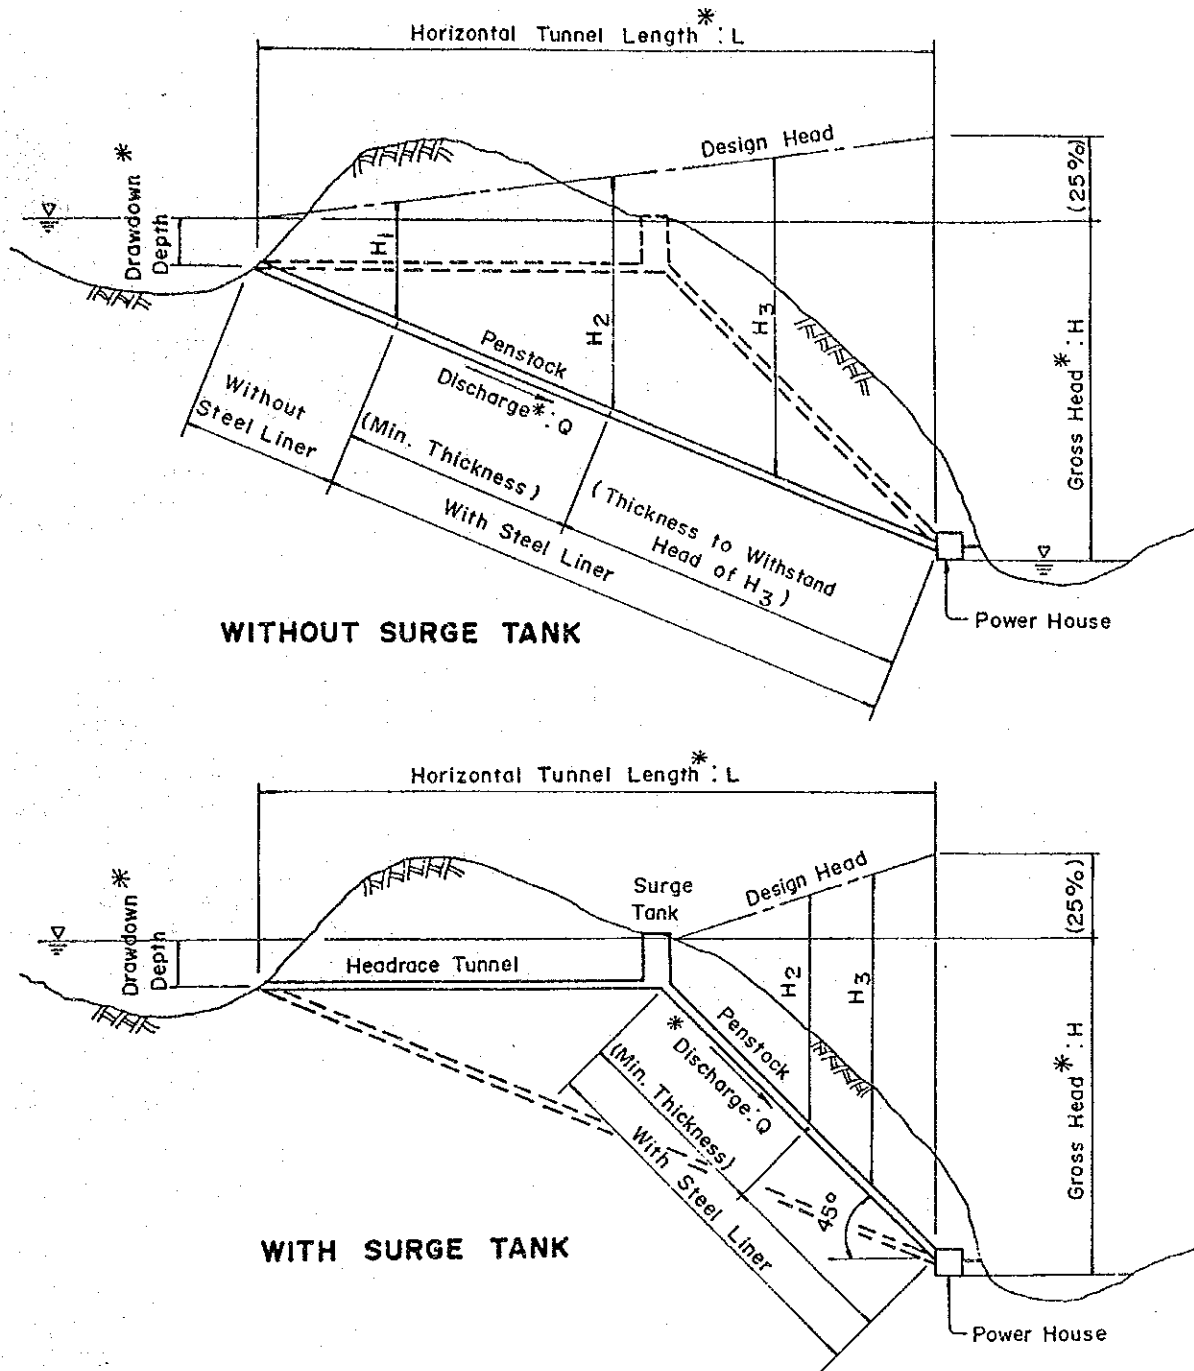 Horizontal Tunnel Length* : L
Design Head
(25%)
Drawdown*
Depth
H1
H2
H3
Gross Head* : H
Penstock
Discharge* : Q
Without
Steel Liner
(Min. Thickness)
With Steel Liner
(Thickness to Withstand
Head of H3)
Power House
WITHOUT SURGE TANK
Horizontal Tunnel Length* : L
Design Head
(25%)
Drawdown*
Depth
Surge
Tank
Headrace Tunnel
H2
H3
Gross Head* : H
Penstock
* Discharge : Q
(Min. Thickness)
With Steel Liner
45°
WITH SURGE TANK
Power House